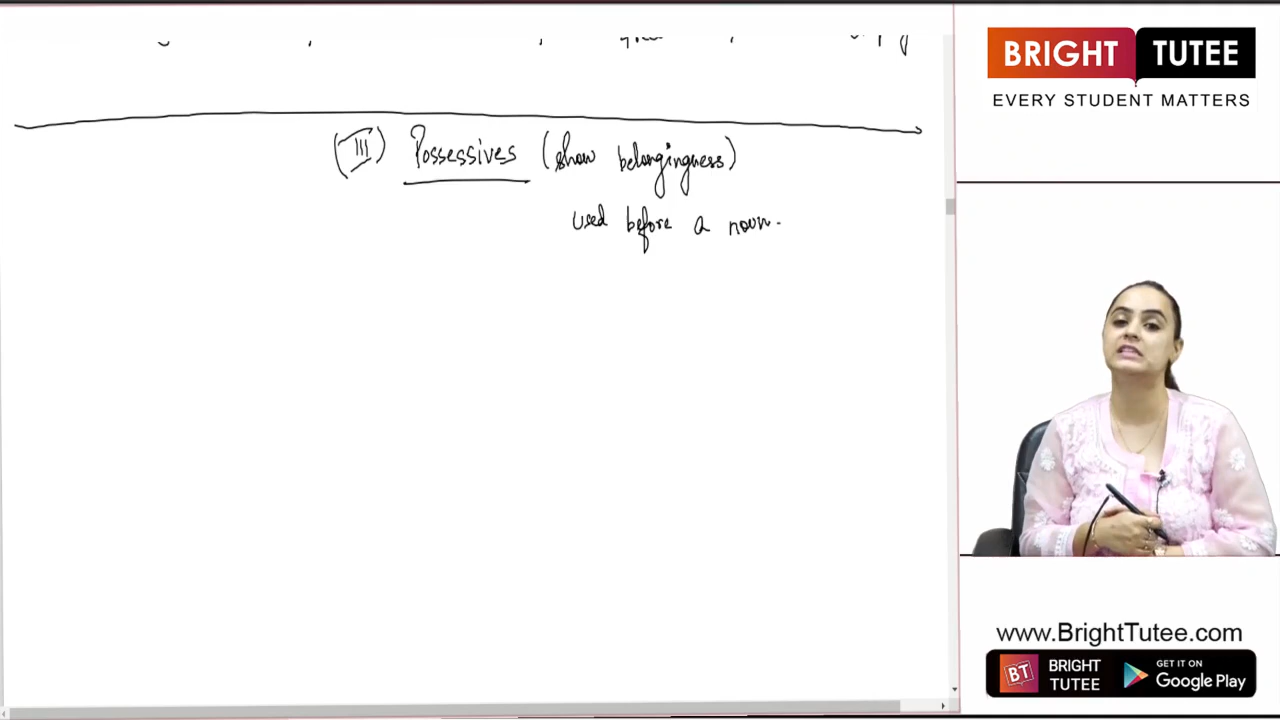 BRIGHT TUTEE
EVERY STUDENT MATTERS
(III) Possessives (show belongingness)
used before a noun.
www.BrightTutee.com
BT BRIGHT TUTEE
GET IT ON Google Play